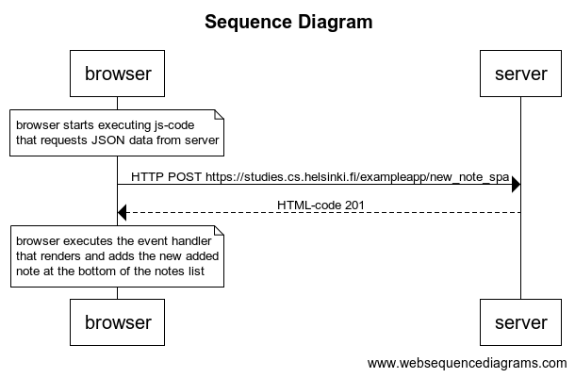 Sequence Diagram
browser
server
browser starts executing js-code
that requests JSON data from server
HTTP POST https://studies.cs.helsinki.fi/exampleapp/new_note_spa
HTML-code 201
browser executes the event handler
that renders and adds the new added
note at the bottom of the notes list
browser
server
www.websequencediagrams.com